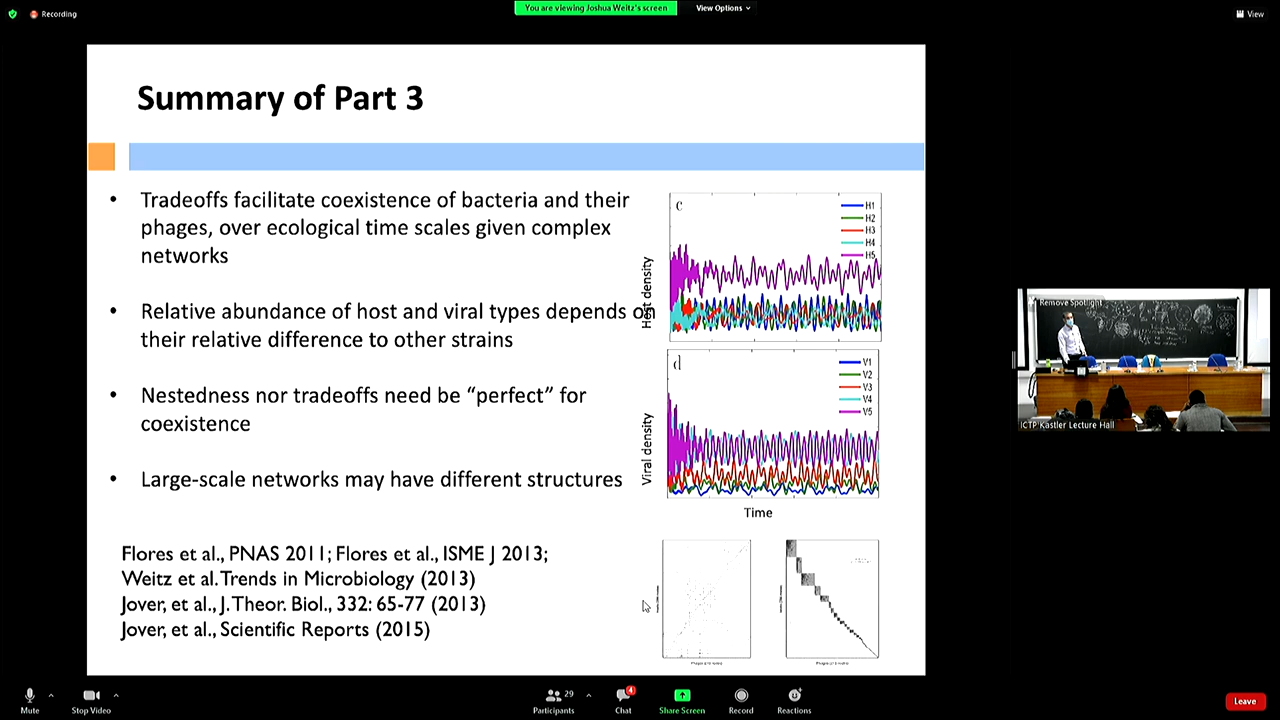 Recording
You are viewing Joshua Weitz's screen
View Options
View
Summary of Part 3
• Tradeoffs facilitate coexistence of bacteria and their
phages, over ecological time scales given complex
networks
• Relative abundance of host and viral types depends on
their relative difference to other strains
• Nestedness nor tradeoffs need be “perfect” for
coexistence
• Large-scale networks may have different structures
Flores et al., PNAS 2011; Flores et al., ISME J 2013;
Weitz et al. Trends in Microbiology (2013)
Jover, et al., J. Theor. Biol., 332: 65-77 (2013)
Jover, et al., Scientific Reports (2015)
c
H1
H2
H3
H4
H5
Host density
d
V1
V2
V3
V4
V5
Viral density
Time
Remove Spotlight
ICTP Kastler Lecture Hall
Mute
Stop Video
29
Participants
4
Chat
Share Screen
Record
Reactions
Leave